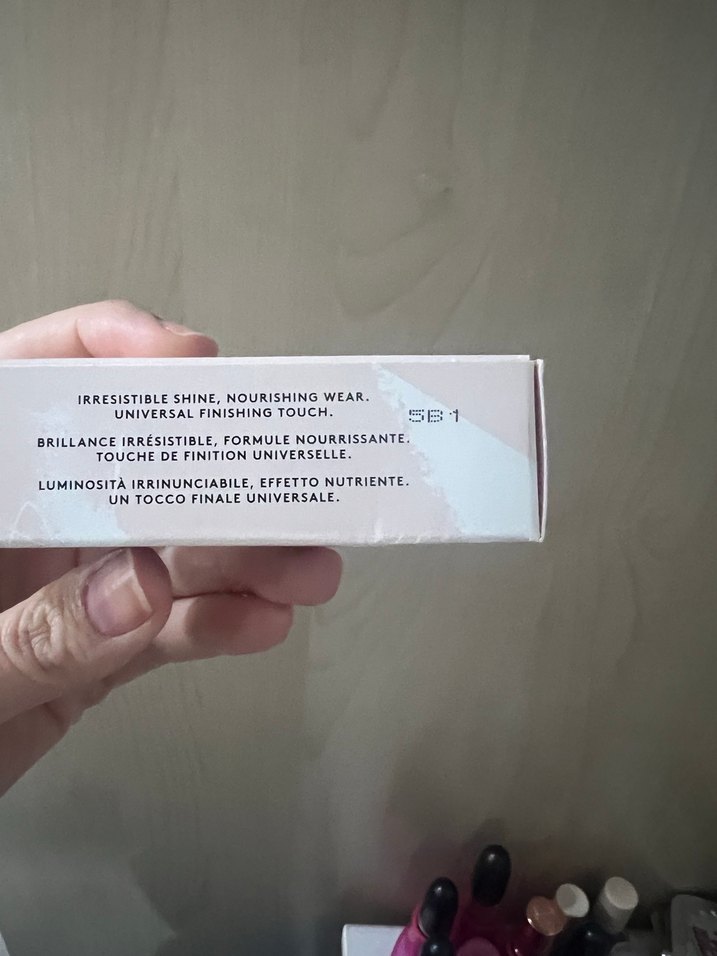 IRRESISTIBLE SHINE, NOURISHING WEAR.
UNIVERSAL FINISHING TOUCH.
5B1
BRILLANCE IRRÉSISTIBLE, FORMULE NOURRISSANTE.
TOUCHE DE FINITION UNIVERSELLE.
LUMINOSITÀ IRRINUNCIABILE, EFFETTO NUTRIENTE.
UN TOCCO FINALE UNIVERSALE.